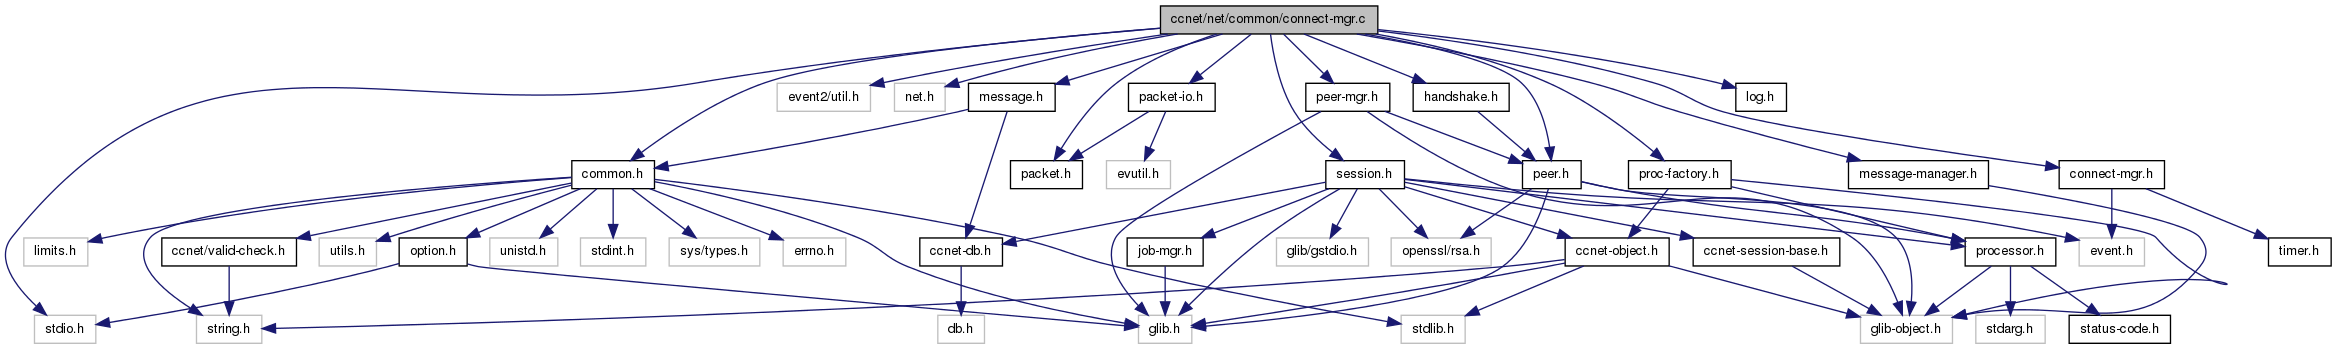 ccnet/net/common/connect-mgr.c
event2/util.h
net.h
message.h
packet-io.h
peer-mgr.h
handshake.h
log.h
common.h
packet.h
evutil.h
session.h
peer.h
proc-factory.h
message-manager.h
connect-mgr.h
limits.h
ccnet/valid-check.h
utils.h
option.h
unistd.h
stdint.h
sys/types.h
errno.h
ccnet-db.h
job-mgr.h
glib/gstdio.h
openssl/rsa.h
ccnet-object.h
ccnet-session-base.h
processor.h
event.h
timer.h
stdio.h
string.h
db.h
glib.h
stdlib.h
glib-object.h
stdarg.h
status-code.h